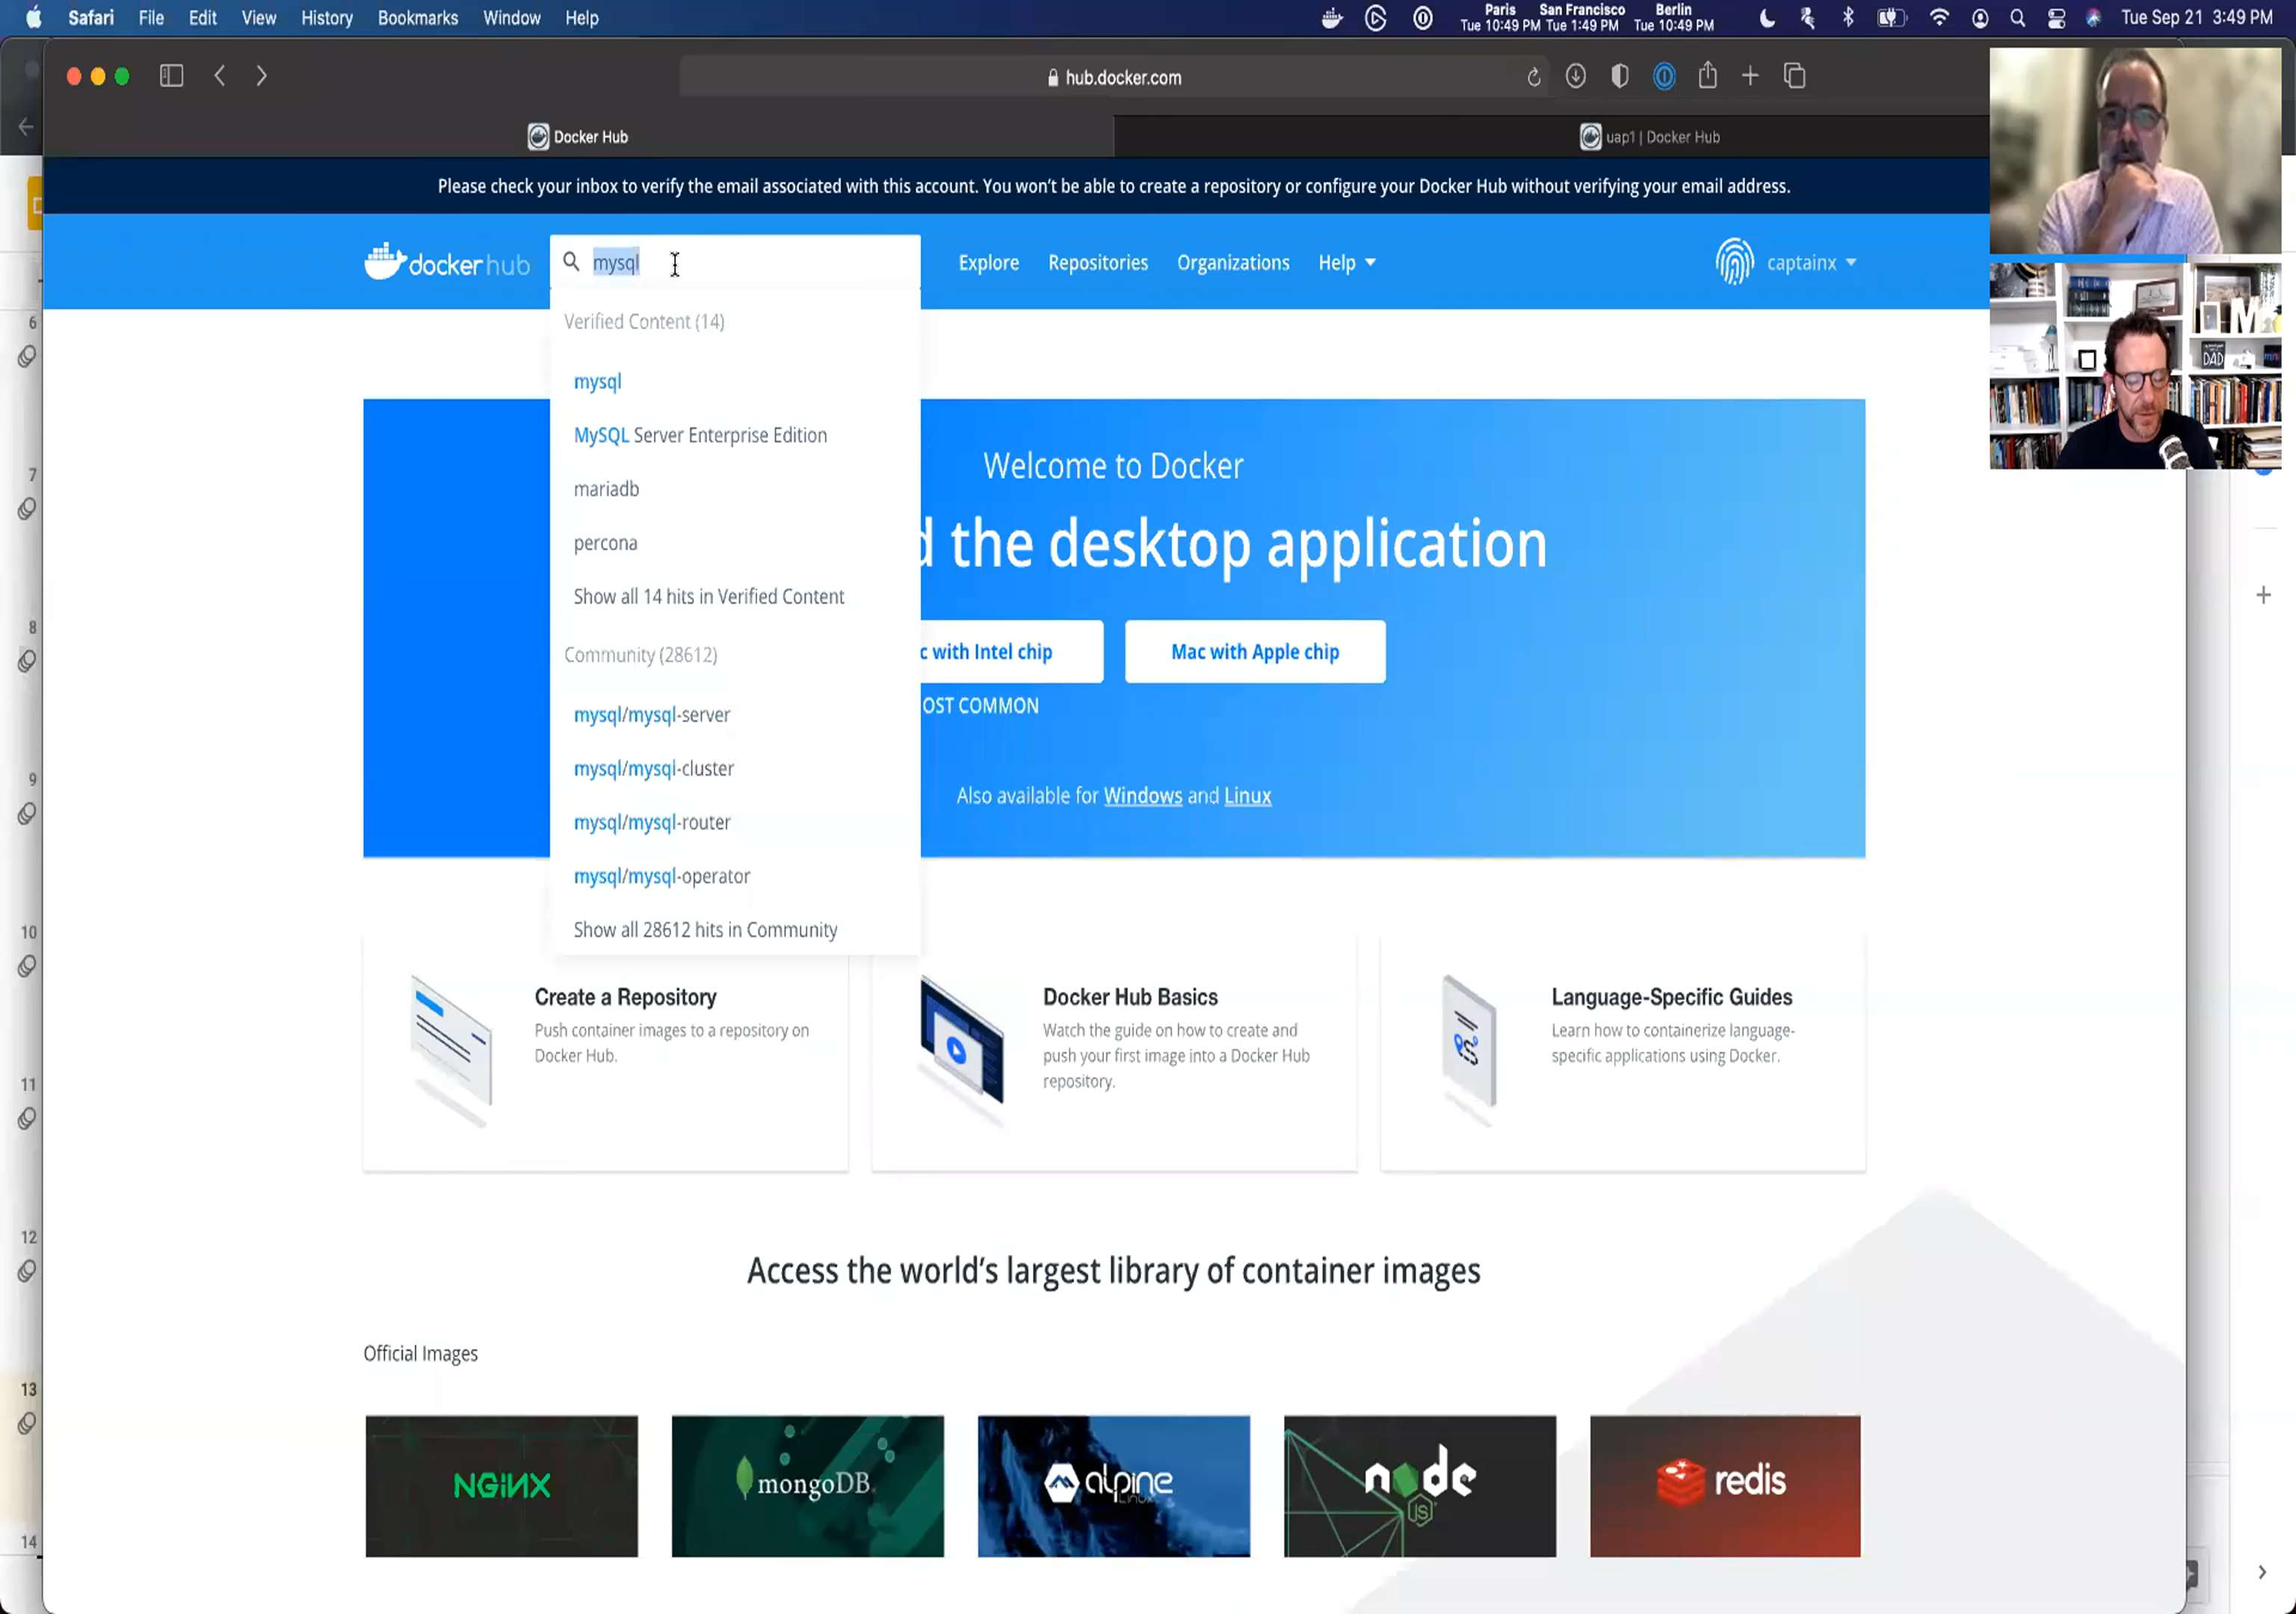 Safari File Edit View History Bookmarks Window Help
Paris San Francisco Berlin
Tue 10:49 PM Tue 1:49 PM Tue 10:49 PM
Tue Sep 21 3:49 PM
hub.docker.com
Docker Hub
uap1 | Docker Hub
Please check your inbox to verify the email associated with this account. You won't be able to create a repository or configure your Docker Hub without verifying your email address.
docker hub
mysql
Explore Repositories Organizations Help
captainx
Verified Content (14)
mysql
MySQL Server Enterprise Edition
mariadb
percona
Show all 14 hits in Verified Content
Community (28612)
mysql/mysql-server
mysql/mysql-cluster
mysql/mysql-router
mysql/mysql-operator
Show all 28612 hits in Community
Welcome to Docker
d the desktop application
c with Intel chip
Mac with Apple chip
OST COMMON
Also available for Windows and Linux
Create a Repository
Push container images to a repository on
Docker Hub.
Docker Hub Basics
Watch the guide on how to create and
push your first image into a Docker Hub
repository.
Language-Specific Guides
Learn how to containerize language-
specific applications using Docker.
Access the world's largest library of container images
Official Images
NGINX
mongoDB
alpine
Linux
node
JS
redis
6
7
8
9
10
11
12
13
14
DAD
M